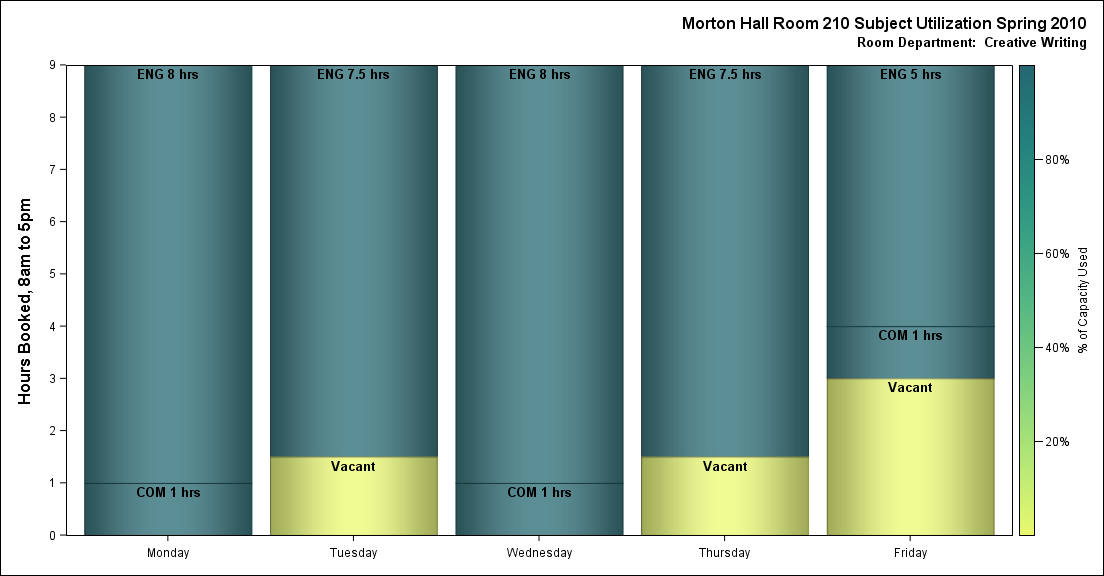 Morton Hall Room 210 Subject Utilization Spring 2010
Room Department:  Creative Writing
Hours Booked, 8am to 5pm
9
8
7
6
5
4
3
2
1
0
ENG 8 hrs
COM 1 hrs
ENG 7.5 hrs
Vacant
ENG 8 hrs
COM 1 hrs
ENG 7.5 hrs
Vacant
ENG 5 hrs
COM 1 hrs
Vacant
Monday
Tuesday
Wednesday
Thursday
Friday
80%
60%
40%
20%
% of Capacity Used